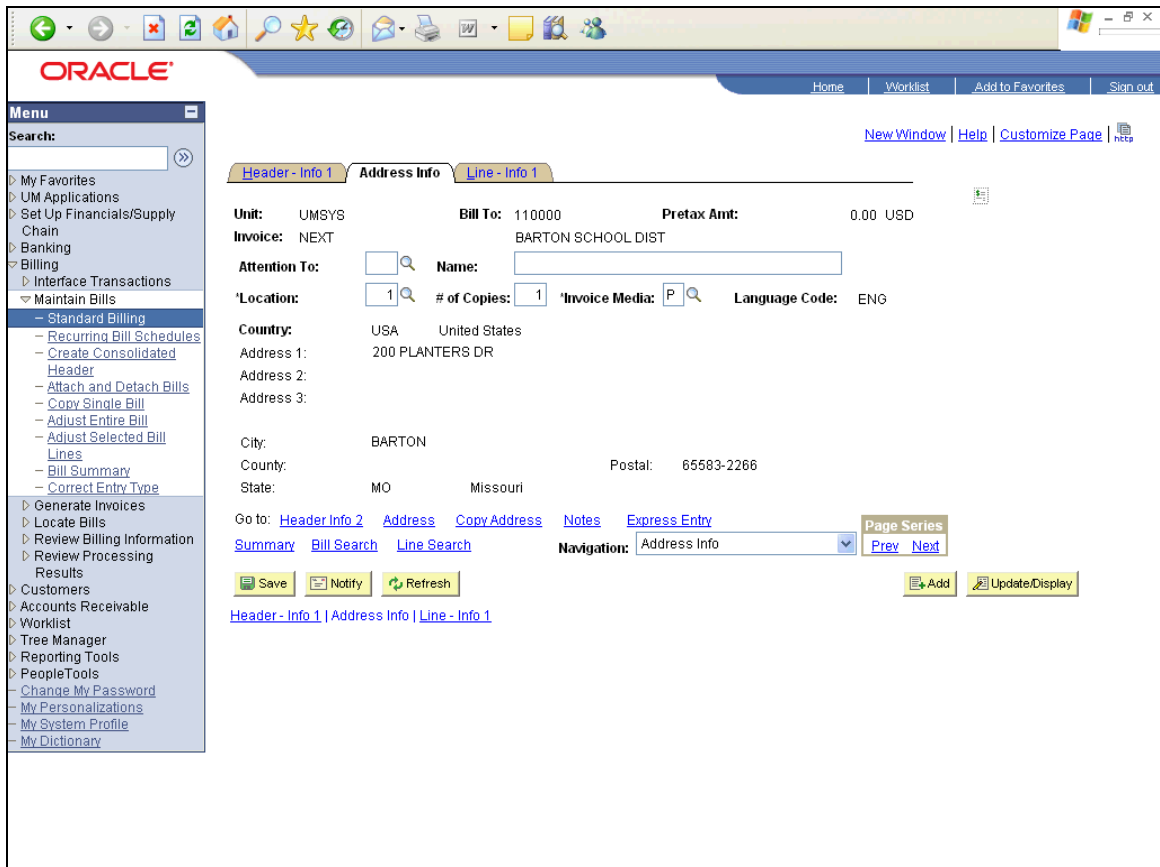 ORACLE®
Home Worklist Add to Favorites Sign out
Menu
Search:
My Favorites
UM Applications
Set Up Financials/Supply
Chain
Banking
Billing
Interface Transactions
Maintain Bills
– Standard Billing
– Recurring Bill Schedules
– Create Consolidated
Header
– Attach and Detach Bills
– Copy Single Bill
– Adjust Entire Bill
– Adjust Selected Bill
Lines
– Bill Summary
– Correct Entry Type
Generate Invoices
Locate Bills
Review Billing Information
Review Processing
Results
Customers
Accounts Receivable
Worklist
Tree Manager
Reporting Tools
PeopleTools
– Change My Password
– My Personalizations
– My System Profile
– My Dictionary
New Window | Help | Customize Page | http
Header - Info 1 Address Info Line - Info 1
Unit: UMSYS Bill To: 110000 Pretax Amt: 0.00 USD
Invoice: NEXT BARTON SCHOOL DIST
Attention To: Name:
*Location: 1 # of Copies: 1 *Invoice Media: P Language Code: ENG
Country: USA United States
Address 1: 200 PLANTERS DR
Address 2:
Address 3:
City: BARTON
County: Postal: 65583-2266
State: MO Missouri
Go to: Header Info 2 Address Copy Address Notes Express Entry
Summary Bill Search Line Search Navigation: Address Info
Page Series
Prev Next
Save Notify Refresh Add Update/Display
Header - Info 1 | Address Info | Line - Info 1